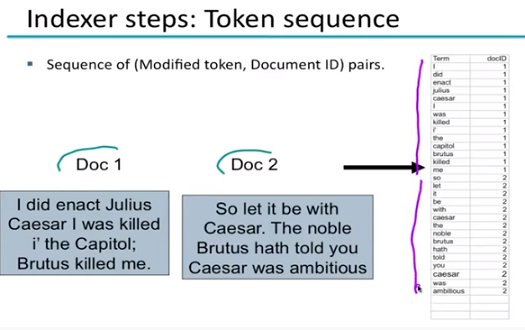 Indexer steps: Token sequence
Sequence of (Modified token, Document ID) pairs.
Doc 1
I did enact Julius
Caesar I was killed
i' the Capitol;
Brutus killed me.
Doc 2
So let it be with
Caesar. The noble
Brutus hath told you
Caesar was ambitious
Term docID
I 1
did 1
enact 1
julius 1
caesar 1
I 1
was 1
killed 1
i' 1
the 1
capitol 1
brutus 1
killed 1
me 1
so 2
let 2
it 2
be 2
with 2
caesar 2
the 2
noble 2
brutus 2
hath 2
told 2
you 2
caesar 2
was 2
ambitious 2